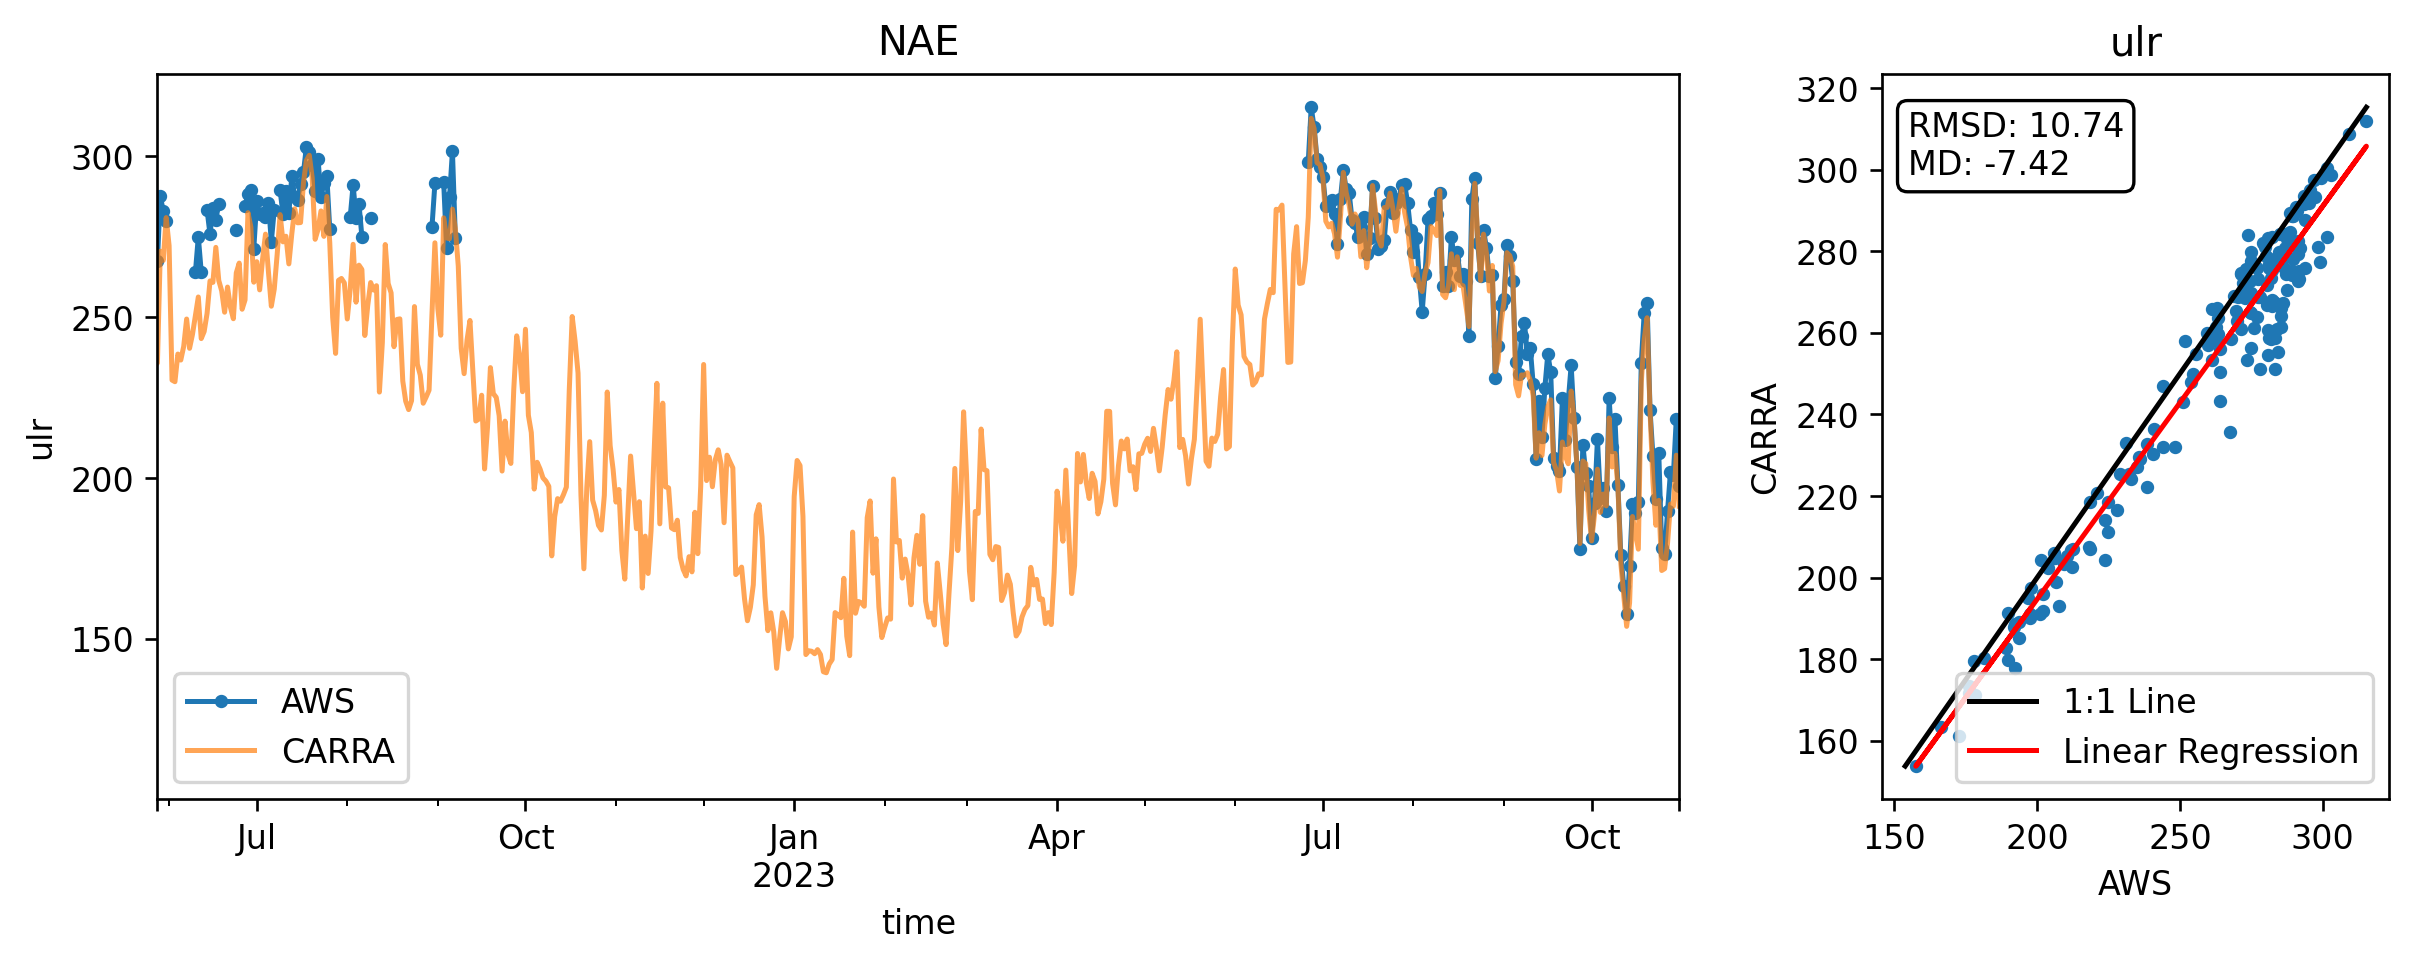 NAE
ulr
300
250
200
150
AWS
CARRA
Jul
Oct
Jan
2023
Apr
Jul
Oct
time
ulr
RMSD: 10.74
MD: -7.42
CARRA
320
300
280
260
240
220
200
180
160
1:1 Line
Linear Regression
150
200
250
300
AWS